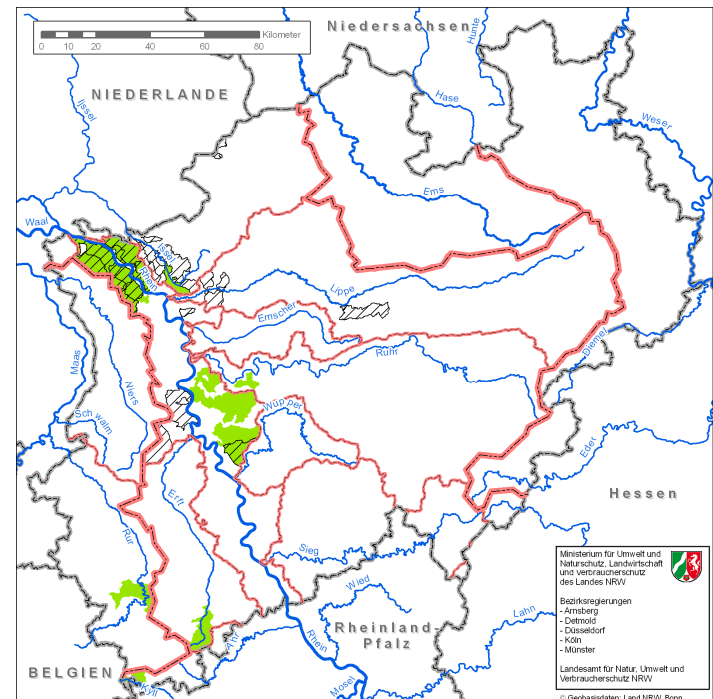 Niedersachsen
0 10 20 40 60 80 Kilometer
NIEDERLANDE
Ijssel
Hunte
Hase
Weser
Ems
Waal
Issel
Rhein
Lippe
Emscher
Ruhr
Diemel
Maas
Niers
Schwalm
Wupper
Eder
Hessen
Erft
Rur
Sieg
Wied
Lahn
Ahr
Rhein
Rheinland-
Pfalz
BELGIEN
Kyll
Mosel
Ministerium für Umwelt und
Naturschutz, Landwirtschaft
und Verbraucherschutz
des Landes NRW
Bezirksregierungen
- Arnsberg
- Detmold
- Düsseldorf
- Köln
- Münster
Landesamt für Natur, Umwelt und
Verbraucherschutz NRW
© Geobasisdaten: Land NRW, Bonn